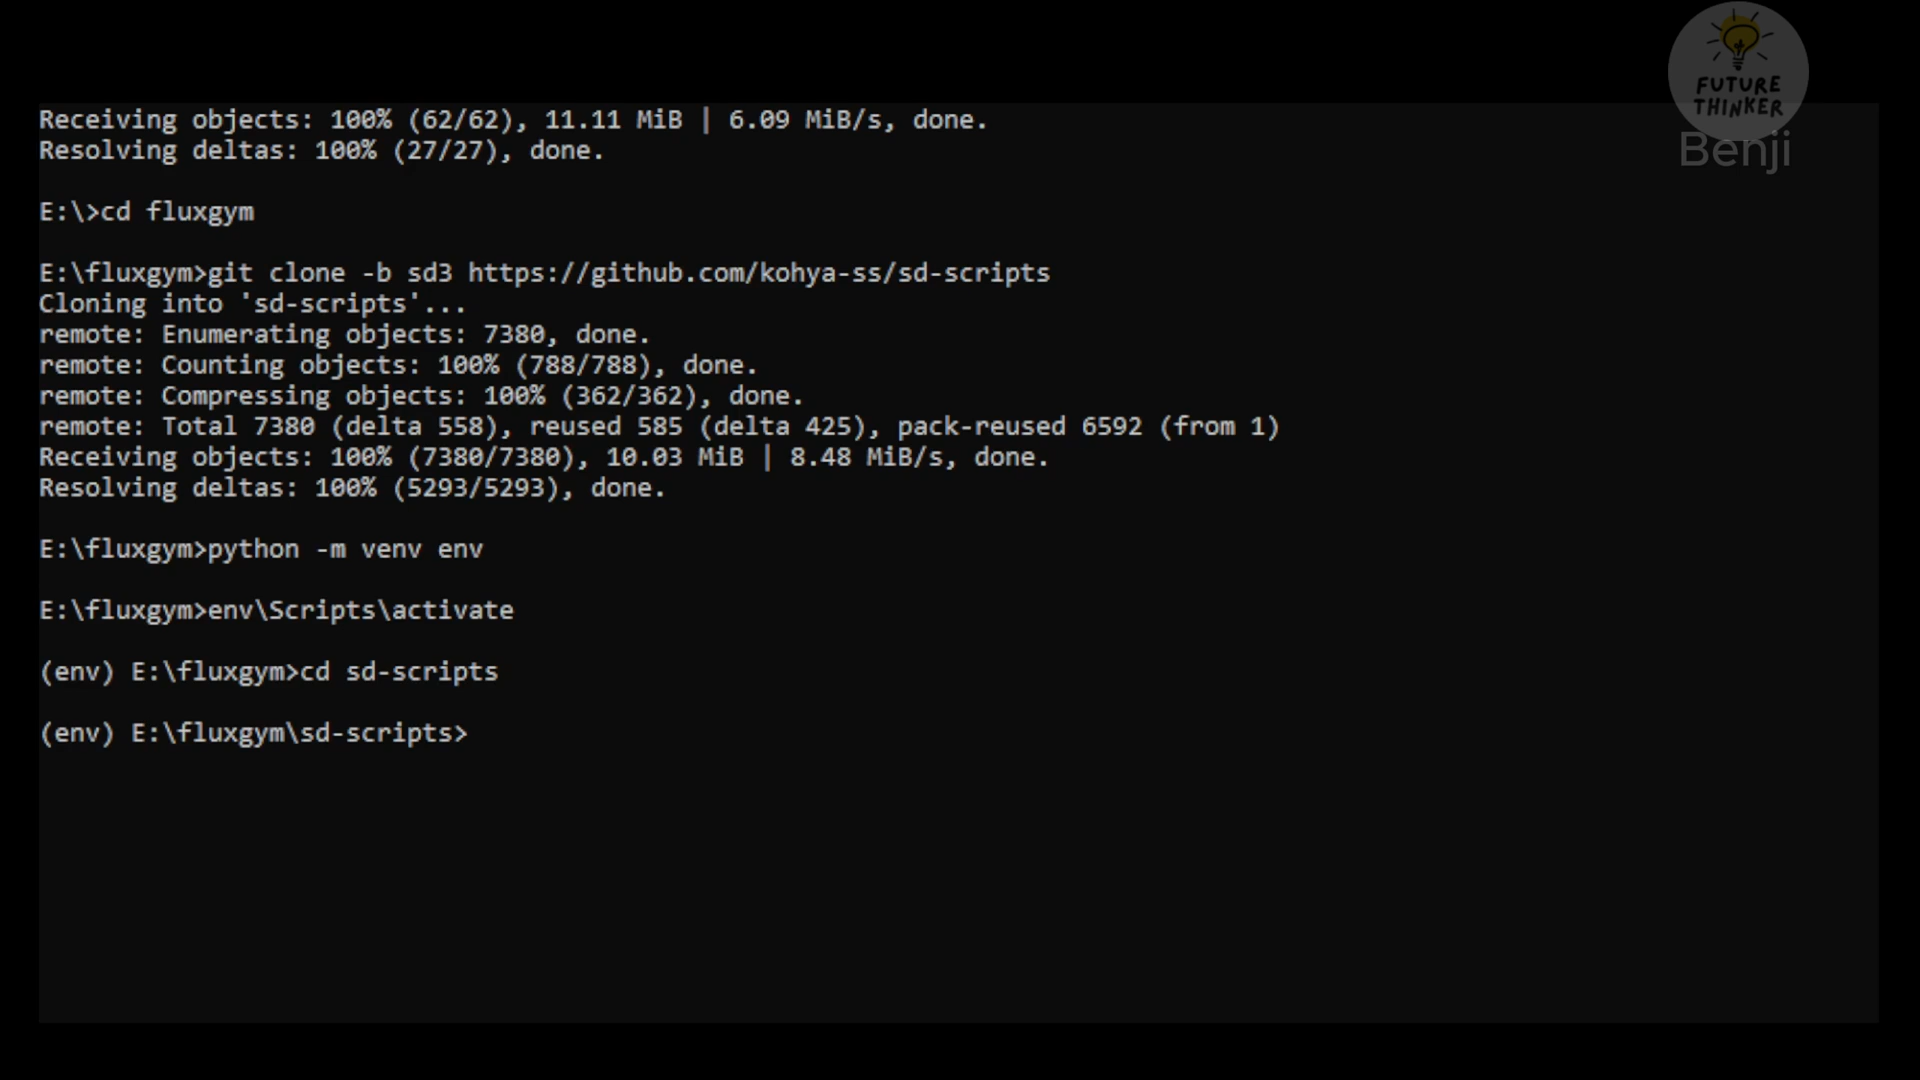 FUTURE
THINKER
Benji
Receiving objects: 100% (62/62), 11.11 MiB | 6.09 MiB/s, done.
Resolving deltas: 100% (27/27), done.
E:\>cd fluxgym
E:\fluxgym>git clone -b sd3 https://github.com/kohya-ss/sd-scripts
Cloning into 'sd-scripts'...
remote: Enumerating objects: 7380, done.
remote: Counting objects: 100% (788/788), done.
remote: Compressing objects: 100% (362/362), done.
remote: Total 7380 (delta 558), reused 585 (delta 425), pack-reused 6592 (from 1)
Receiving objects: 100% (7380/7380), 10.03 MiB | 8.48 MiB/s, done.
Resolving deltas: 100% (5293/5293), done.
E:\fluxgym>python -m venv env
E:\fluxgym>env\Scripts\activate
(env) E:\fluxgym>cd sd-scripts
(env) E:\fluxgym\sd-scripts>